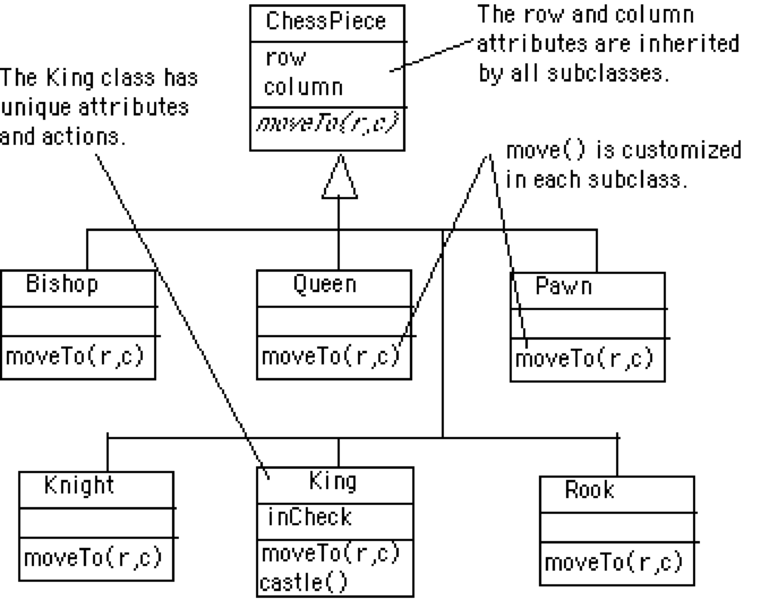 ChessPiece
row
column
moveTo(r,c)
The row and column
attributes are inherited
by all subclasses.
The King class has
unique attributes
and actions.
move() is customized
in each subclass.
Bishop
moveTo(r,c)
Queen
moveTo(r,c)
Pawn
moveTo(r,c)
Knight
moveTo(r,c)
King
inCheck
moveTo(r,c)
castle()
Rook
moveTo(r,c)